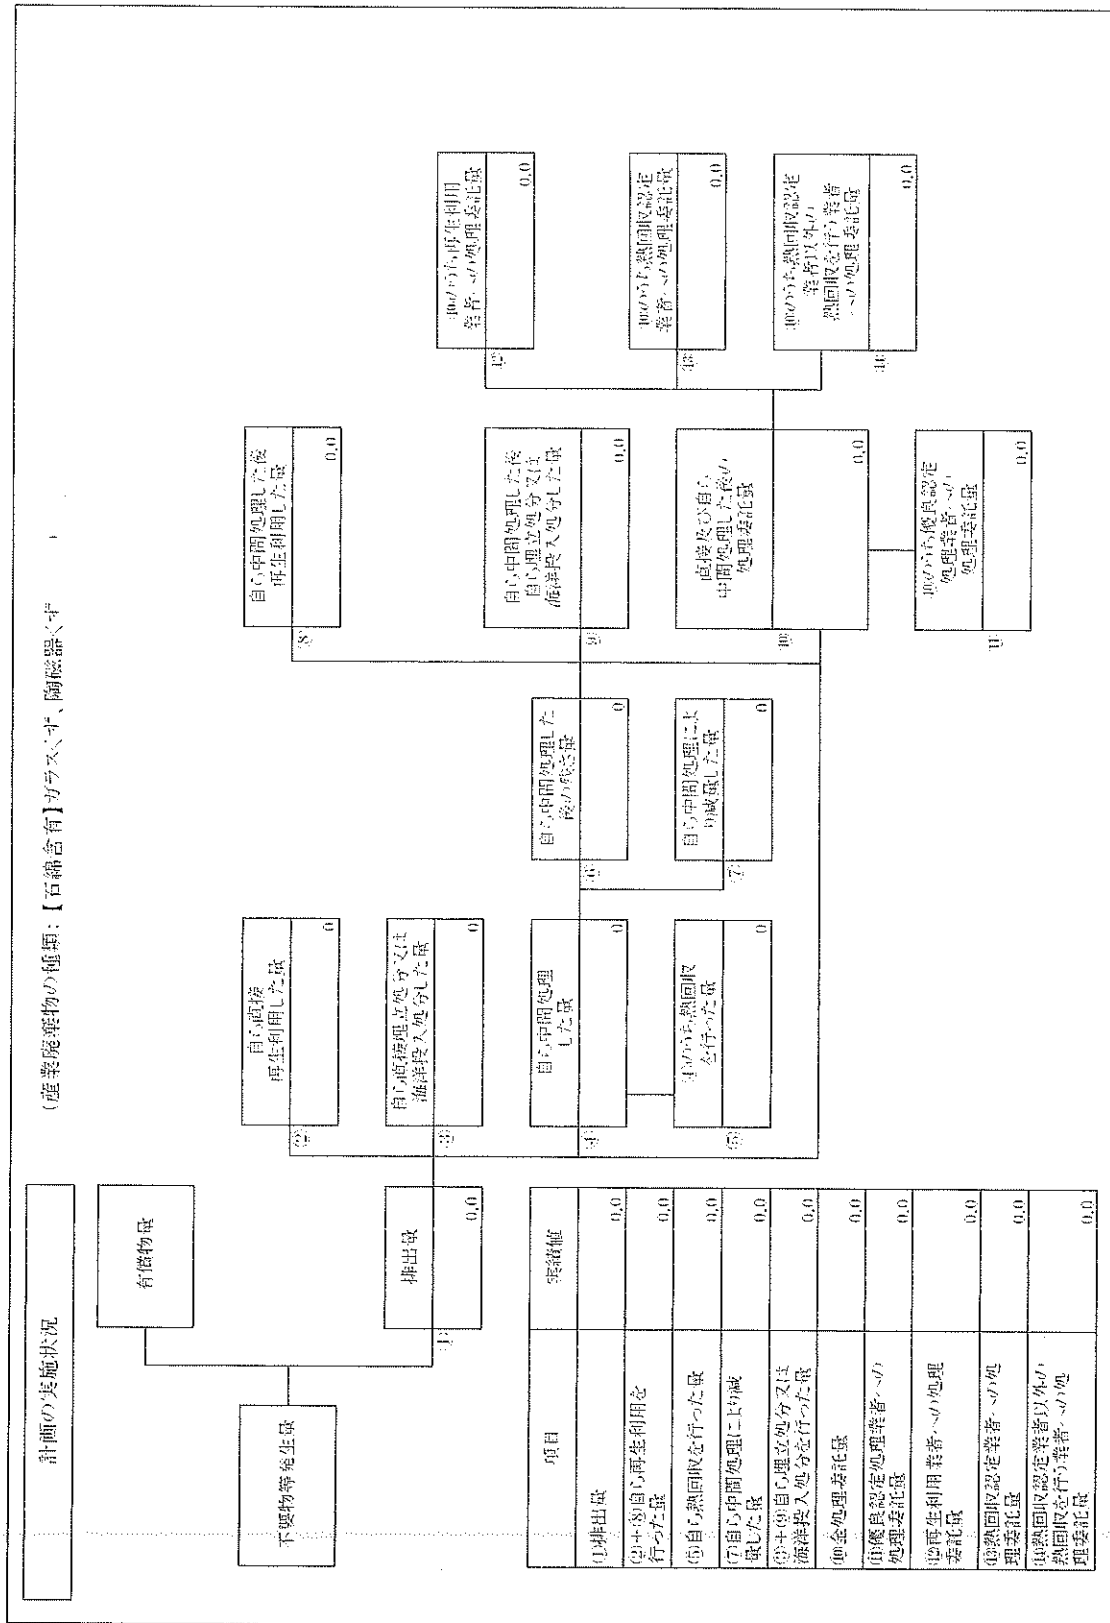 計画の実施状況
(産業廃棄物の種類:【石綿含有】ガラスくず、陶磁器くず
)
不要物等発生量
有償物量
①
排出量
0.0
②
自ら直接
再生利用した量
0
③
自ら直接埋立処分又は
海洋投入処分した量
0
④
自ら中間処理
した量
0
⑤
④のうち熱回収
を行った量
0
⑥
自ら中間処理した
後の残さ量
0
⑦
自ら中間処理によ
り減量した量
0
⑧
自ら中間処理した後
再生利用した量
0.0
⑨
自ら中間処理した後
自ら埋立処分又は
海洋投入処分した量
0.0
⑩
直接及び自ら
中間処理した後の
処理委託量
0.0
⑪
⑩のうち優良認定
処理業者への
処理委託量
0.0
⑫
⑩のうち再生利用
業者への処理委託量
0.0
⑬
⑩のうち熱回収認定
業者への処理委託量
0.0
⑭
⑩のうち熱回収認定
業者以外の
熱回収を行う業者
への処理委託量
0.0
項目 実績値
①排出量 0.0
②+⑧自ら再生利用を
行った量 0.0
⑤自ら熱回収を行った量 0.0
⑦自ら中間処理により減
量した量 0.0
③+⑨自ら埋立処分又は
海洋投入処分を行った量 0.0
⑩全処理委託量 0.0
⑪優良認定処理業者への
処理委託量 0.0
⑫再生利用業者への処理
委託量 0.0
⑬熱回収認定業者への処
理委託量 0.0
⑭熱回収認定業者以外の
熱回収を行う業者への処
理委託量 0.0